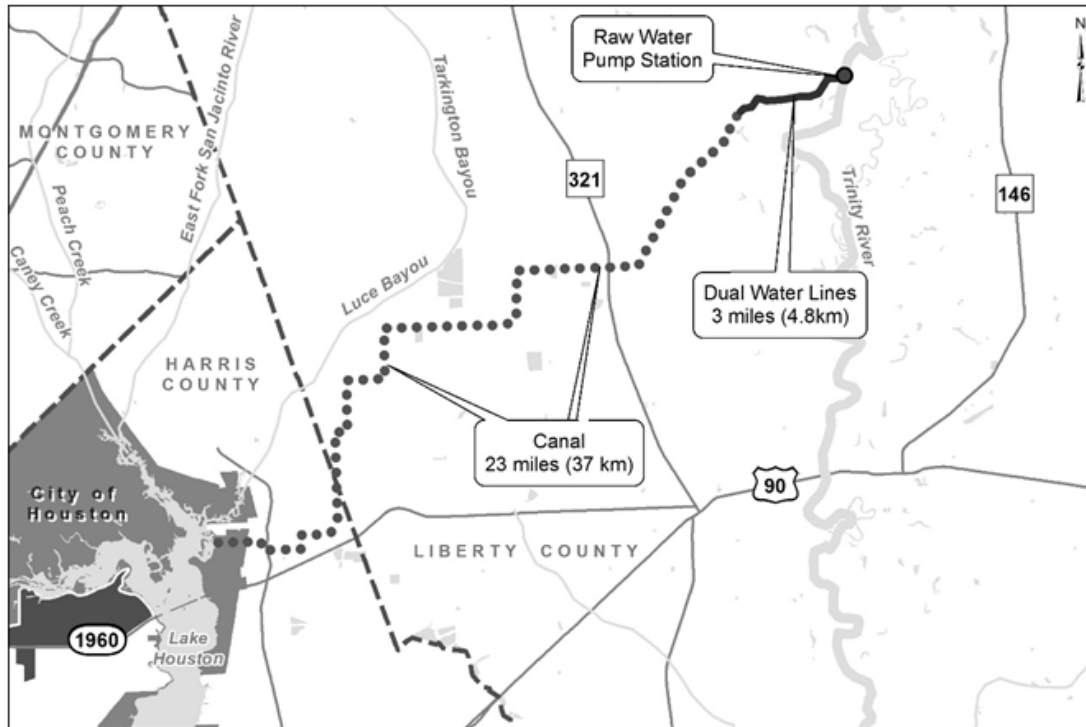 Raw Water
Pump Station
N
MONTGOMERY
COUNTY
East Fork San Jacinto River
Tarkington Bayou
Peach Creek
Caney Creek
321
146
Trinity River
Luce Bayou
Dual Water Lines
3 miles (4.8km)
HARRIS
COUNTY
Canal
23 miles (37 km)
90
City of
Houston
LIBERTY COUNTY
1960
Lake
Houston